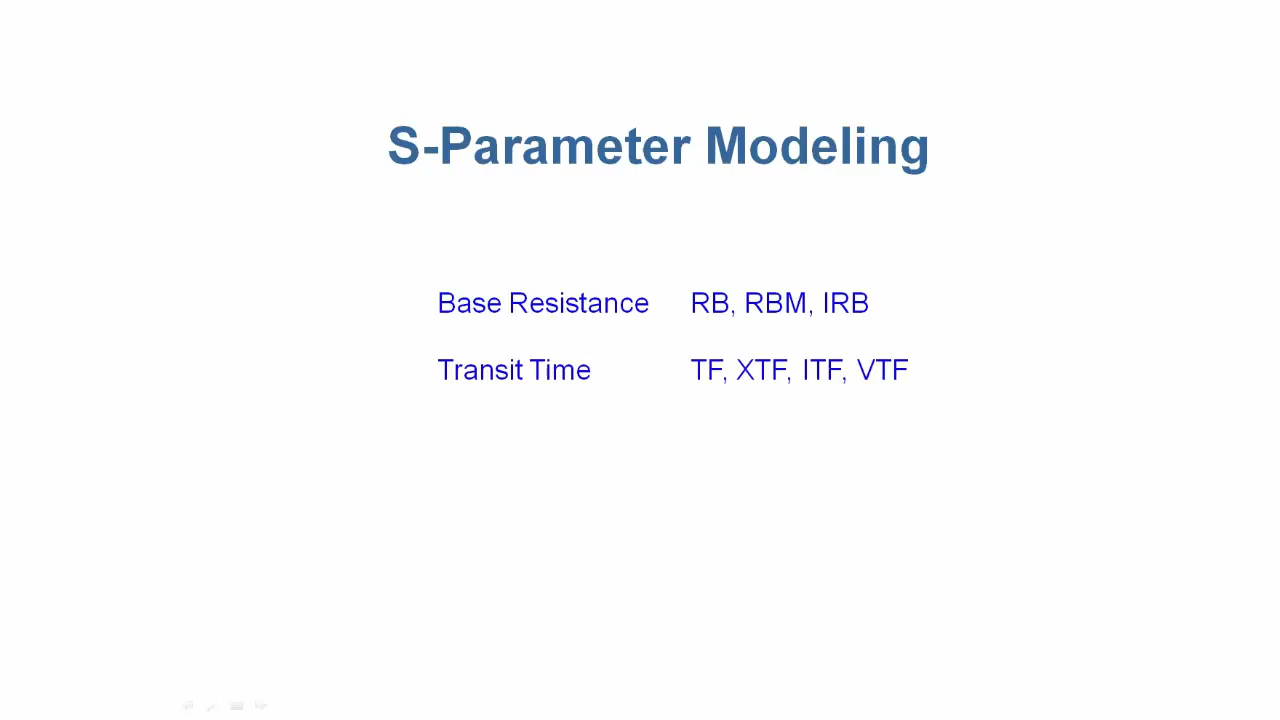 S-Parameter Modeling
Base Resistance RB, RBM, IRB
Transit Time TF, XTF, ITF, VTF